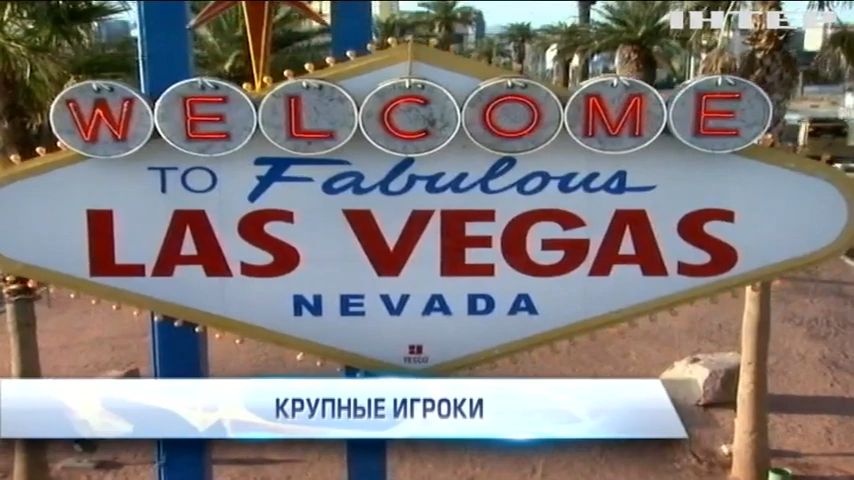 ІНТЕР
WELCOME
TO Fabulous
LAS VEGAS
NEVADA
КРУПНЫЕ ИГРОКИ